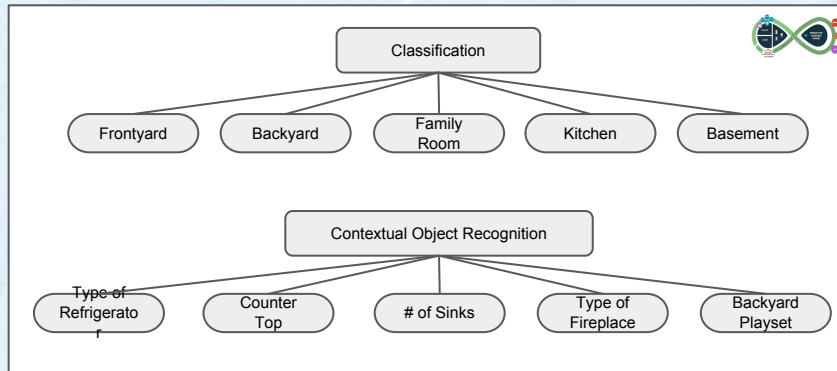 Classification
Frontyard
Backyard
Family
Room
Kitchen
Basement
Contextual Object Recognition
Type of
Refrigerato
r
Counter
Top
# of Sinks
Type of
Fireplace
Backyard
Playset